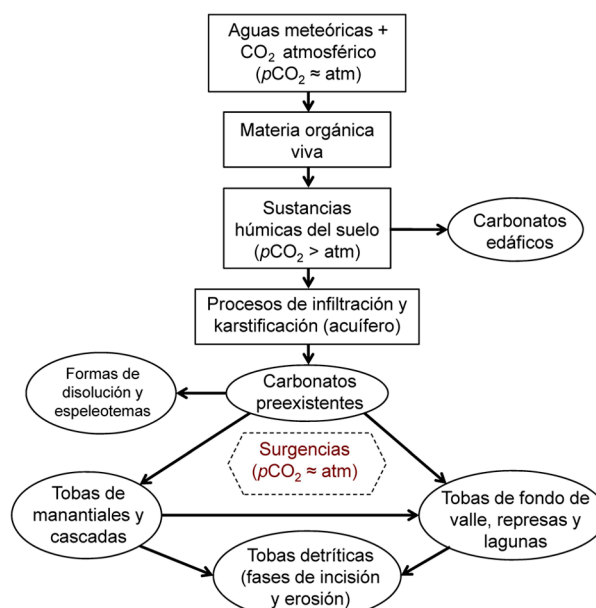 Aguas meteóricas +
CO₂ atmosférico
(pCO₂ ≈ atm)
Materia orgánica
viva
Sustancias
húmicas del suelo
(pCO₂ > atm)
Carbonatos
edáficos
Procesos de infiltración y
karstificación (acuífero)
Formas de
disolución y
espeleotemas
Carbonatos
preexistentes
Surgencias
(pCO₂ ≈ atm)
Tobas de
manantiales y
cascadas
Tobas de fondo de
valle, represas y
lagunas
Tobas detríticas
(fases de incisión
y erosión)